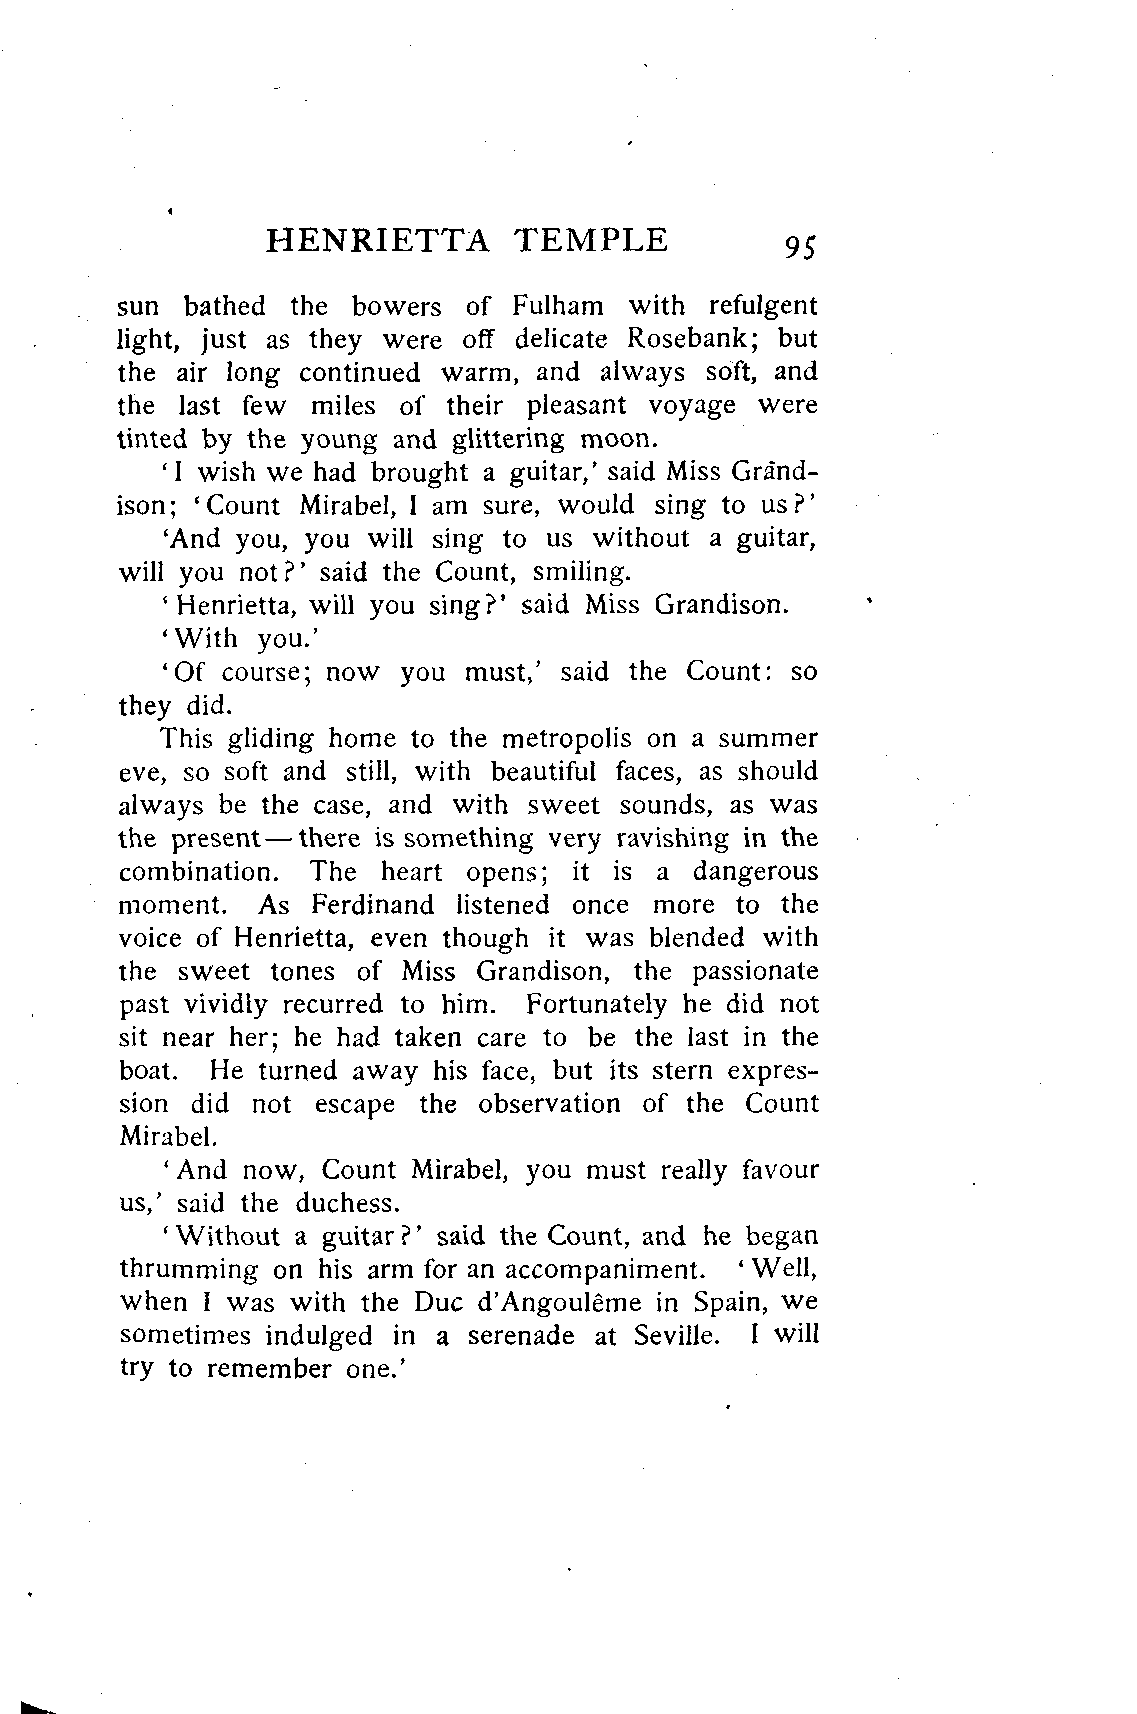 HENRIETTA TEMPLE 95
sun bathed the bowers of Fulham with refulgent
light, just as they were off delicate Rosebank; but
the air long continued warm, and always soft, and
the last few miles of their pleasant voyage were
tinted by the young and glittering moon.
‘I wish we had brought a guitar,’ said Miss Grand-
ison; ‘Count Mirabel, I am sure, would sing to us?’
‘And you, you will sing to us without a guitar,
will you not?’ said the Count, smiling.
‘Henrietta, will you sing?’ said Miss Grandison.
‘With you.’
‘Of course; now you must,’ said the Count: so
they did.
This gliding home to the metropolis on a summer
eve, so soft and still, with beautiful faces, as should
always be the case, and with sweet sounds, as was
the present—there is something very ravishing in the
combination. The heart opens; it is a dangerous
moment. As Ferdinand listened once more to the
voice of Henrietta, even though it was blended with
the sweet tones of Miss Grandison, the passionate
past vividly recurred to him. Fortunately he did not
sit near her; he had taken care to be the last in the
boat. He turned away his face, but its stern expres-
sion did not escape the observation of the Count
Mirabel.
‘And now, Count Mirabel, you must really favour
us,’ said the duchess.
‘Without a guitar?’ said the Count, and he began
thrumming on his arm for an accompaniment. ‘Well,
when I was with the Duc d’Angoulême in Spain, we
sometimes indulged in a serenade at Seville. I will
try to remember one.’